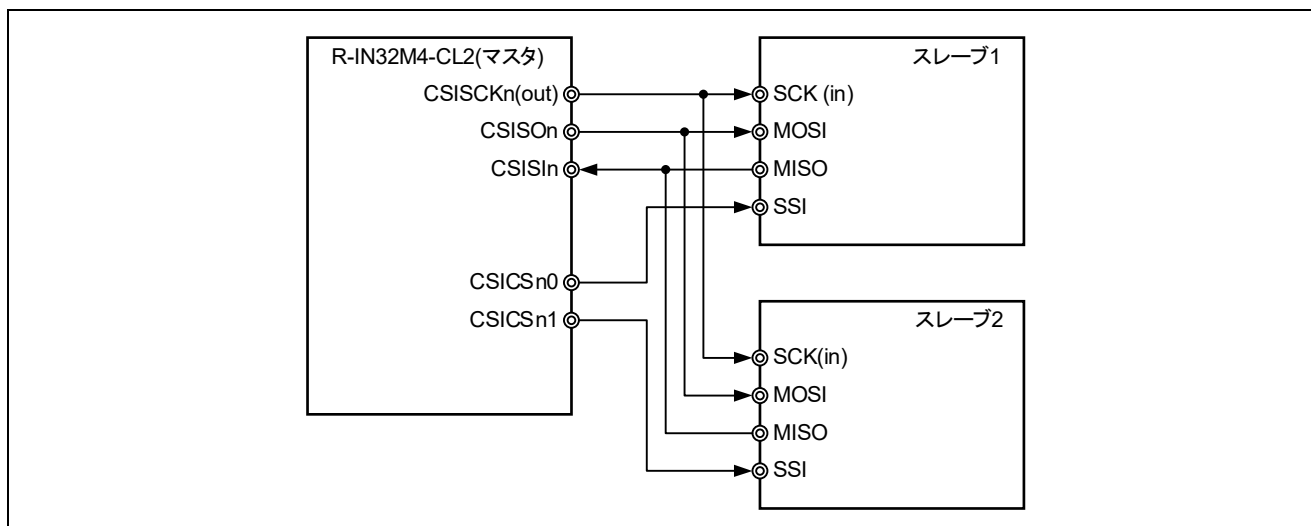 R-IN32M4-CL2(マスタ)
CSISCKn(out)
CSISOn
CSISIn
CSICSn0
CSICSn1
スレーブ1
SCK (in)
MOSI
MISO
SSI
スレーブ2
SCK(in)
MOSI
MISO
SSI